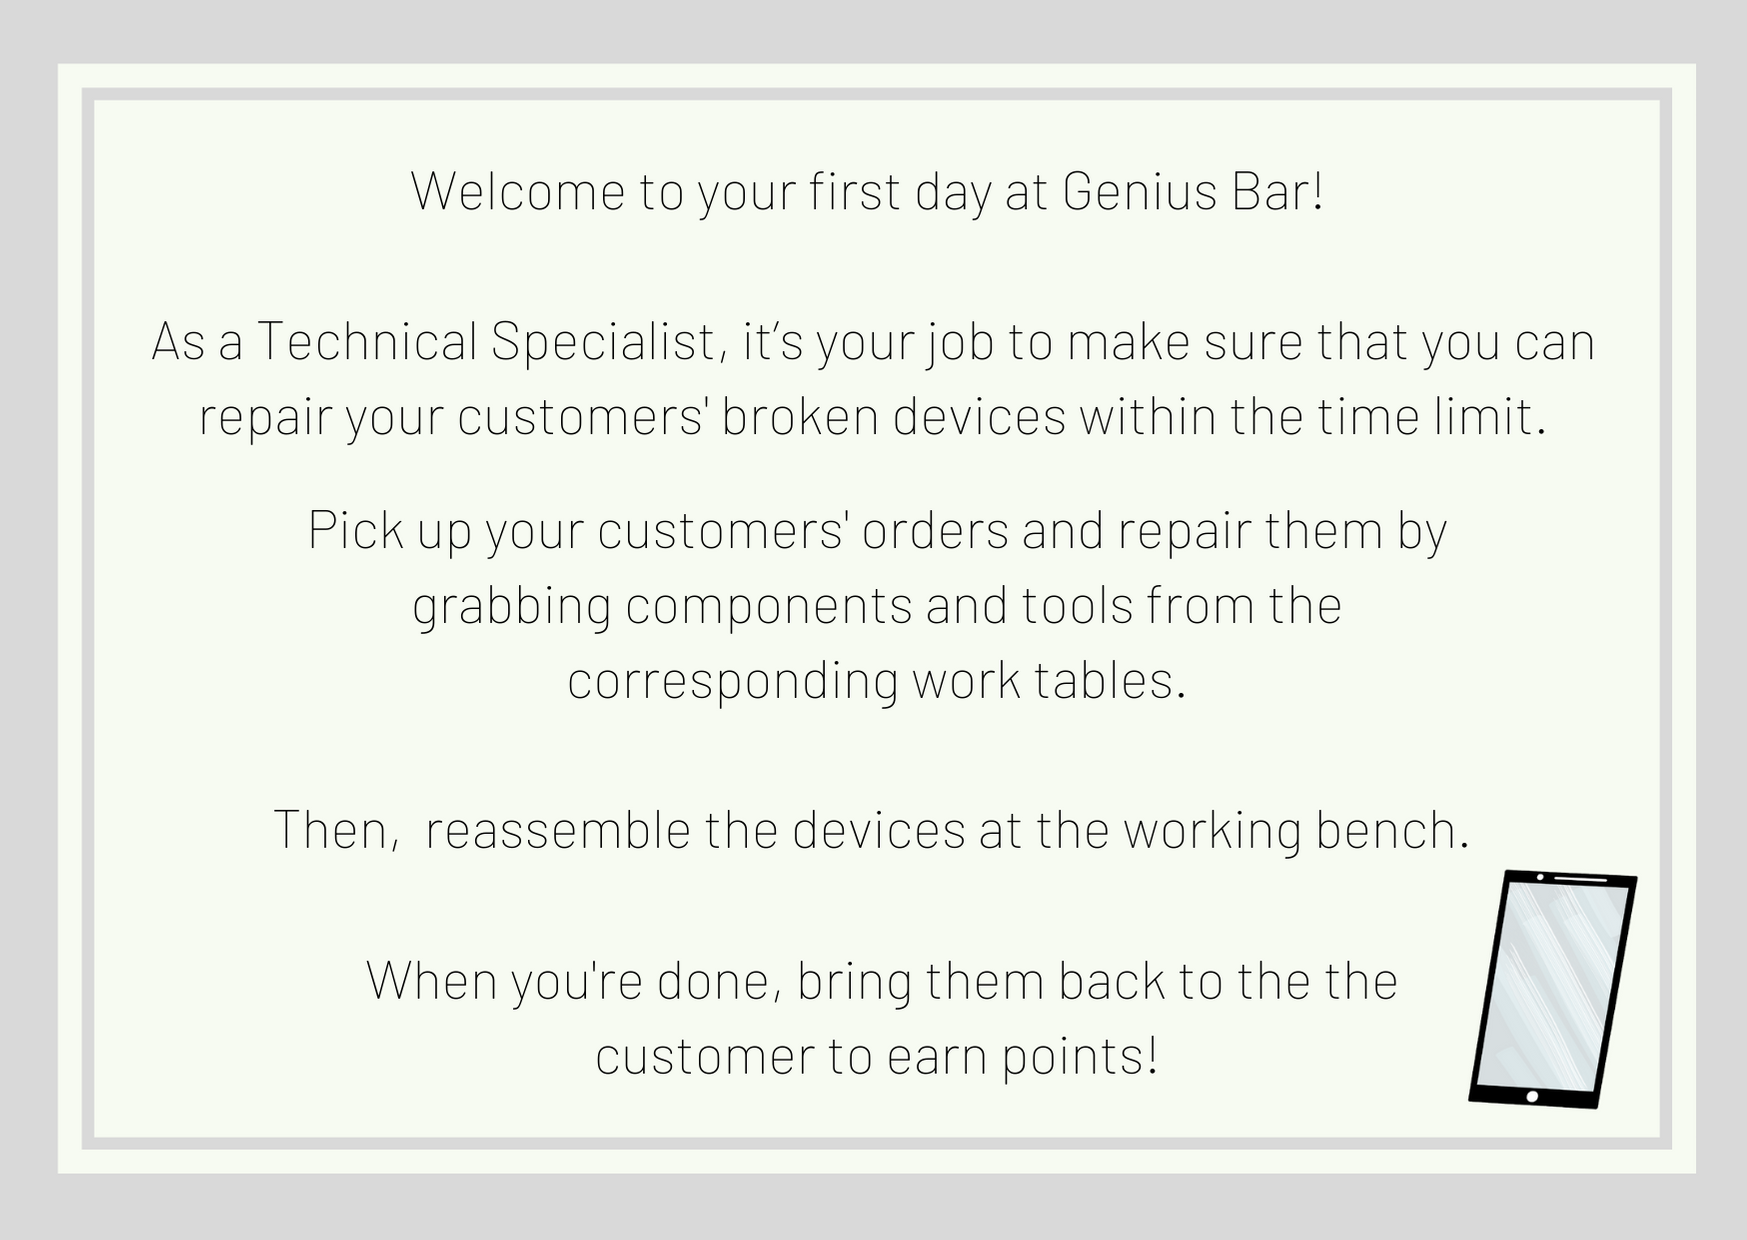 Welcome to your first day at Genius Bar!
As a Technical Specialist, it’s your job to make sure that you can
repair your customers' broken devices within the time limit.
Pick up your customers' orders and repair them by
grabbing components and tools from the
corresponding work tables.
Then,  reassemble the devices at the working bench.
When you're done, bring them back to the the
customer to earn points!